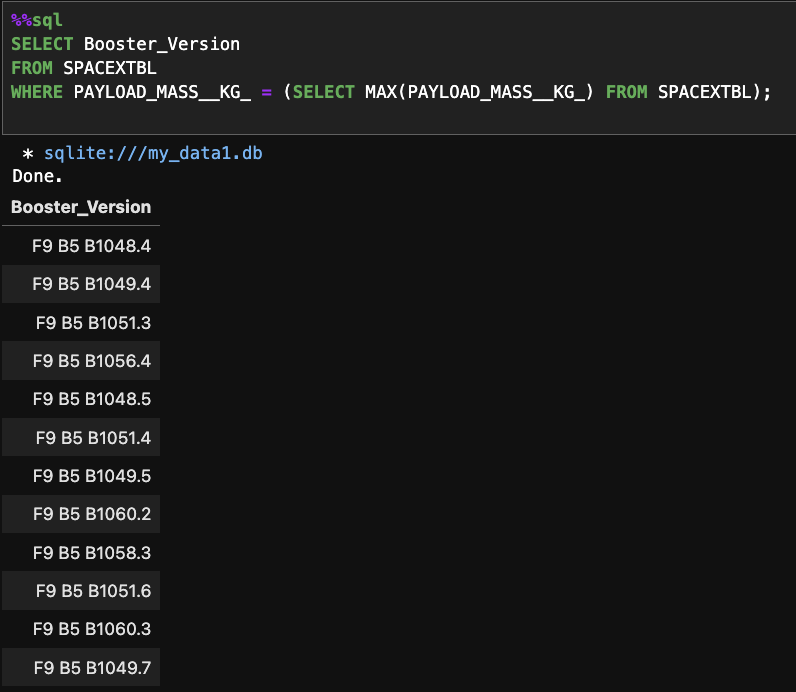 %%sql
SELECT Booster_Version
FROM SPACEXTBL
WHERE PAYLOAD_MASS__KG_ = (SELECT MAX(PAYLOAD_MASS__KG_) FROM SPACEXTBL);
* sqlite:///my_data1.db
Done.
Booster_Version
F9 B5 B1048.4
F9 B5 B1049.4
F9 B5 B1051.3
F9 B5 B1056.4
F9 B5 B1048.5
F9 B5 B1051.4
F9 B5 B1049.5
F9 B5 B1060.2
F9 B5 B1058.3
F9 B5 B1051.6
F9 B5 B1060.3
F9 B5 B1049.7